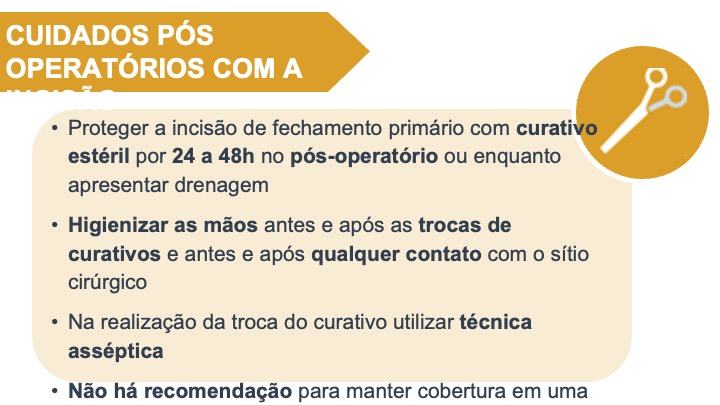 CUIDADOS PÓS
OPERATÓRIOS COM A
INCISÃO
• Proteger a incisão de fechamento primário com curativo
estéril por 24 a 48h no pós-operatório ou enquanto
apresentar drenagem
• Higienizar as mãos antes e após as trocas de
curativos e antes e após qualquer contato com o sítio
cirúrgico
• Na realização da troca do curativo utilizar técnica
asséptica
• Não há recomendação para manter cobertura em uma